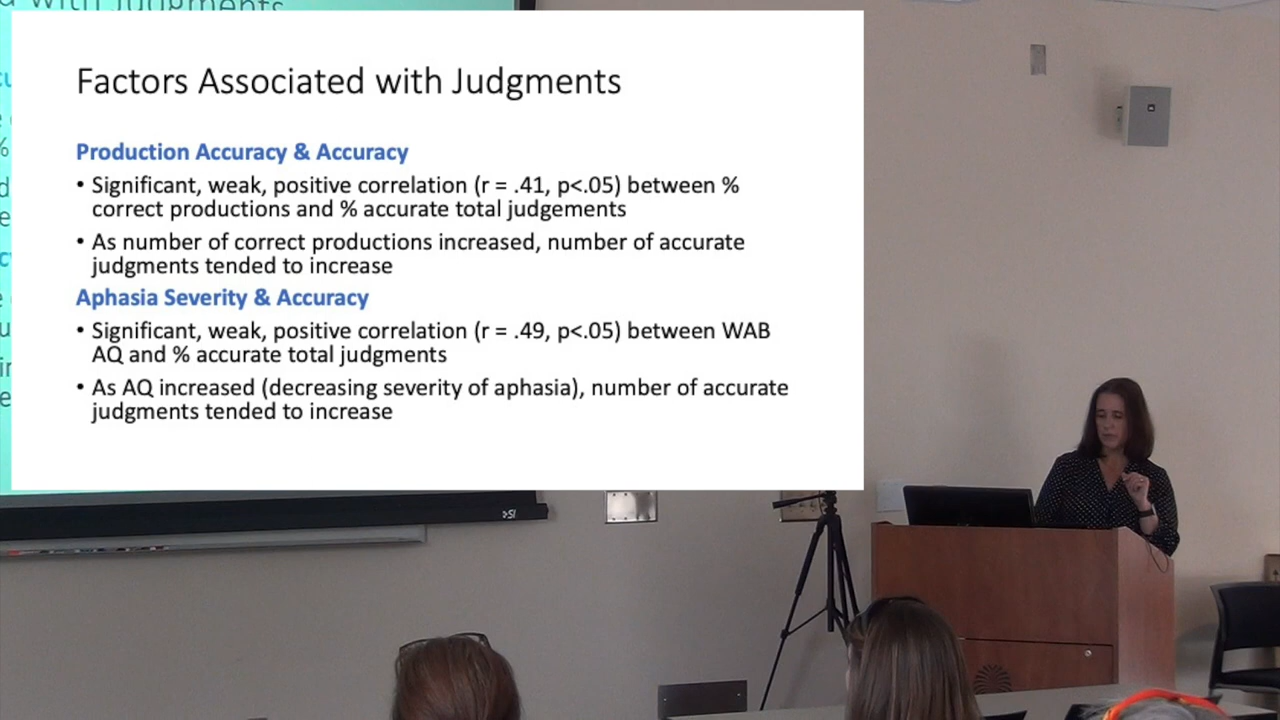 Factors Associated with Judgments
Production Accuracy & Accuracy
• Significant, weak, positive correlation (r = .41, p<.05) between %
correct productions and % accurate total judgements
• As number of correct productions increased, number of accurate
judgments tended to increase
Aphasia Severity & Accuracy
• Significant, weak, positive correlation (r = .49, p<.05) between WAB
AQ and % accurate total judgments
• As AQ increased (decreasing severity of aphasia), number of accurate
judgments tended to increase